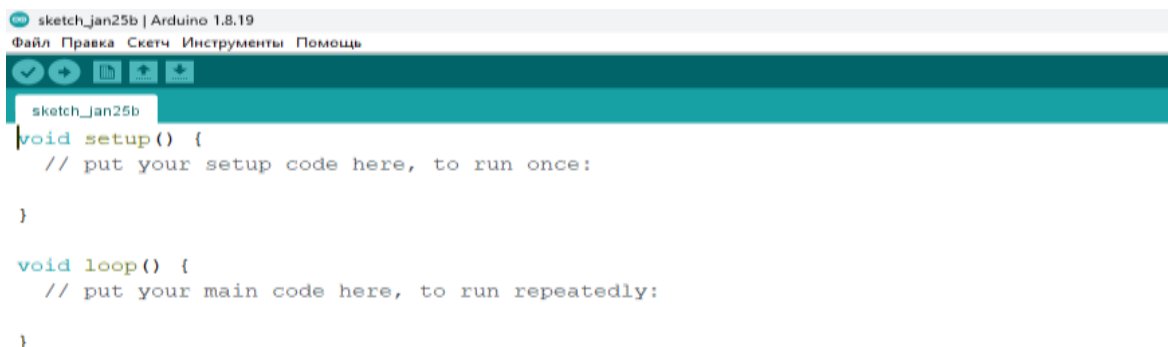 sketch_jan25b | Arduino 1.8.19
Файл Правка Скетч Инструменты Помощь
sketch_jan25b
void setup() {
  // put your setup code here, to run once:
}
void loop() {
  // put your main code here, to run repeatedly:
}